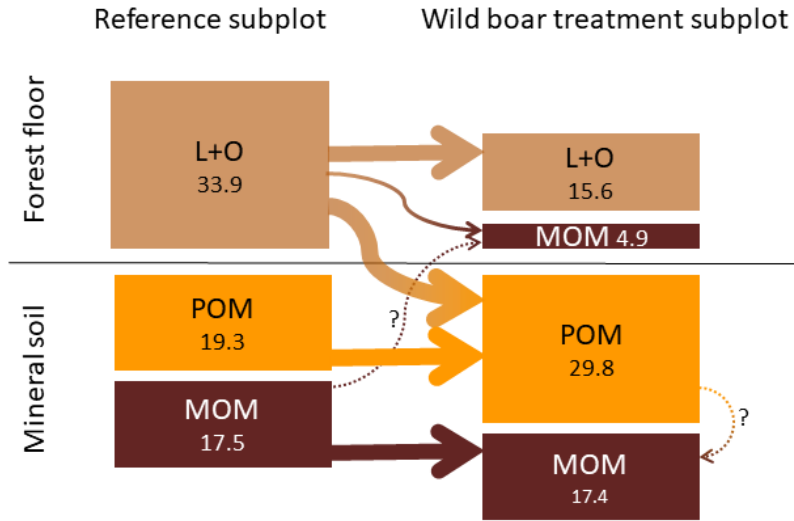 Reference subplot
Wild boar treatment subplot
Forest floor
L+O
33.9
L+O
15.6
MOM 4.9
Mineral soil
POM
19.3
?
POM
29.8
?
MOM
17.5
MOM
17.4